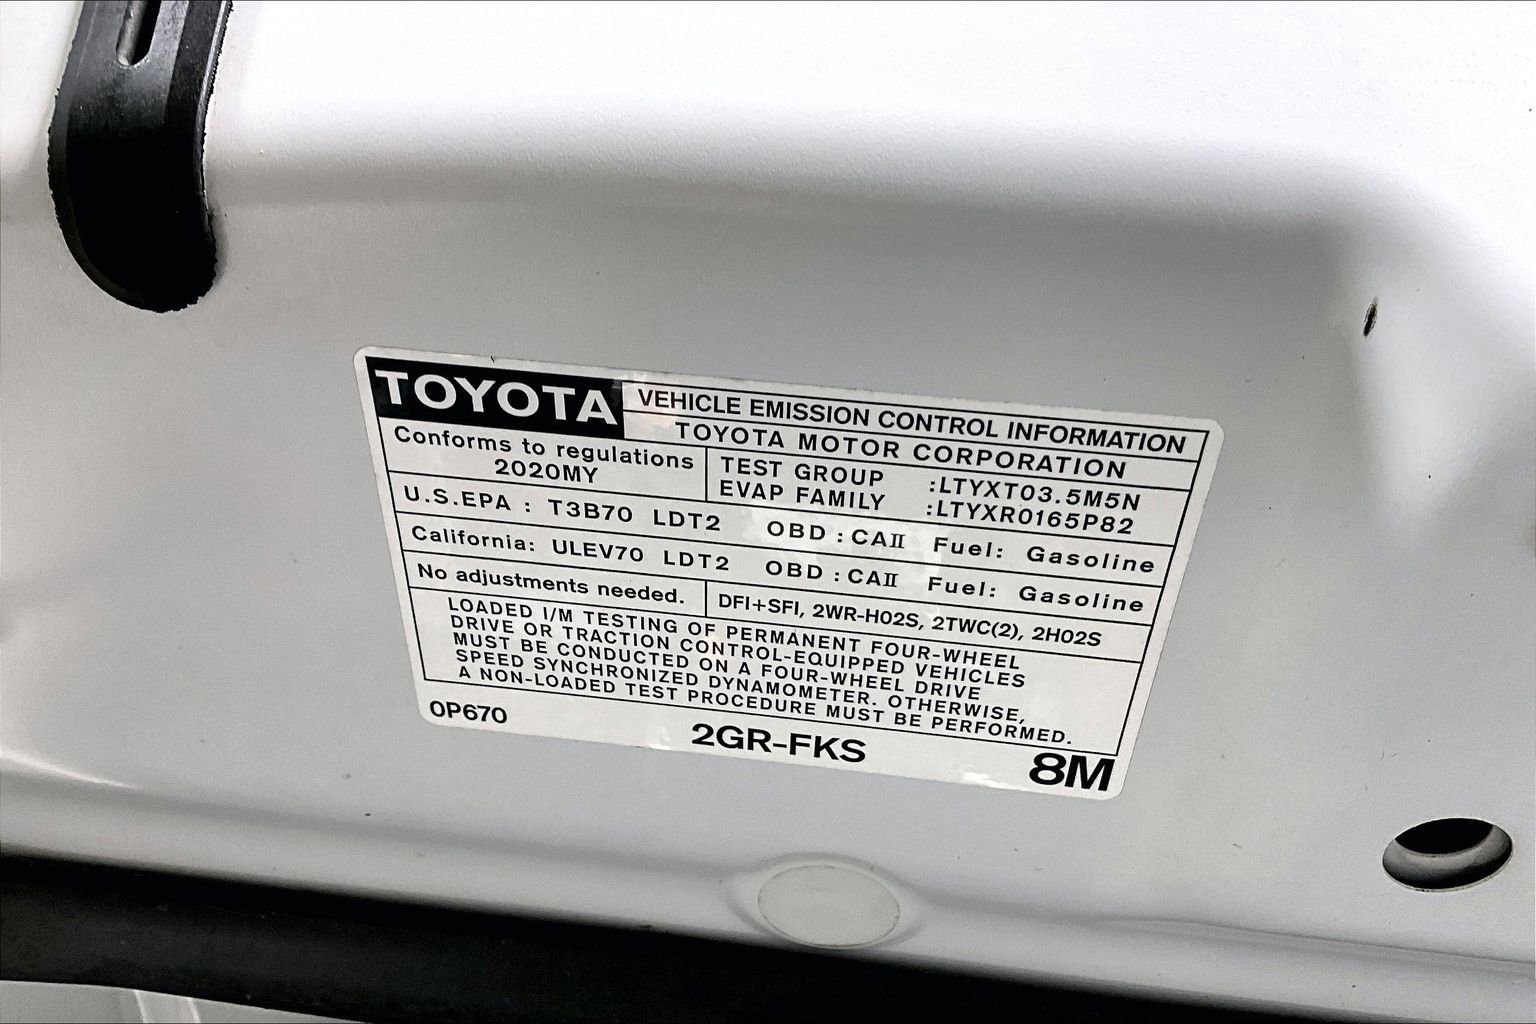 TOYOTA VEHICLE EMISSION CONTROL INFORMATION
TOYOTA MOTOR CORPORATION
Conforms to regulations
2020MY
TEST GROUP :LTYXT03.5M5N
EVAP FAMILY :LTYXR0165P82
U.S.EPA : T3B70 LDT2 OBD : CAⅡ Fuel: Gasoline
California: ULEV70 LDT2 OBD : CAⅡ Fuel: Gasoline
No adjustments needed. DFI+SFI, 2WR-HO2S, 2TWC(2), 2HO2S
LOADED I/M TESTING OF PERMANENT FOUR-WHEEL
DRIVE OR TRACTION CONTROL-EQUIPPED VEHICLES
MUST BE CONDUCTED ON A FOUR-WHEEL DRIVE
SPEED SYNCHRONIZED DYNAMOMETER. OTHERWISE,
A NON-LOADED TEST PROCEDURE MUST BE PERFORMED.
0P670 2GR-FKS 8M